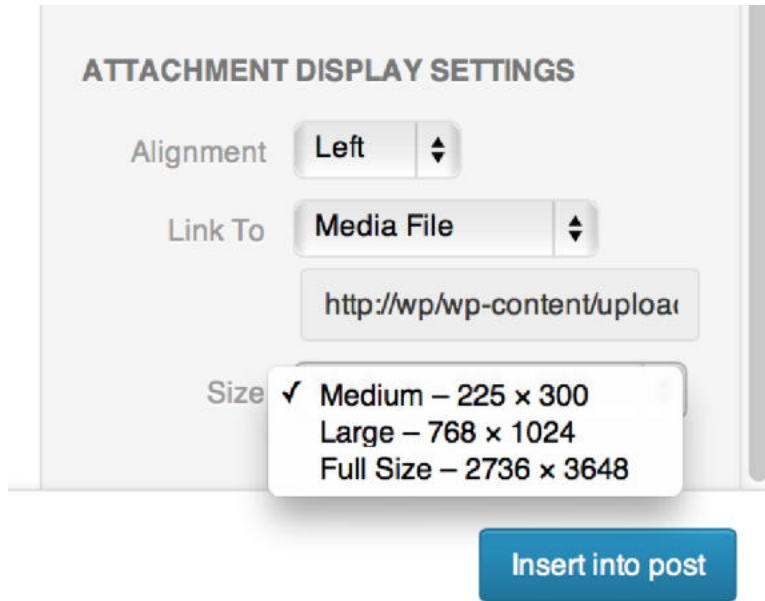 ATTACHMENT DISPLAY SETTINGS
Alignment Left
Link To Media File
http://wp/wp-content/uploa
Size ✓ Medium – 225 × 300
Large – 768 × 1024
Full Size – 2736 × 3648
Insert into post